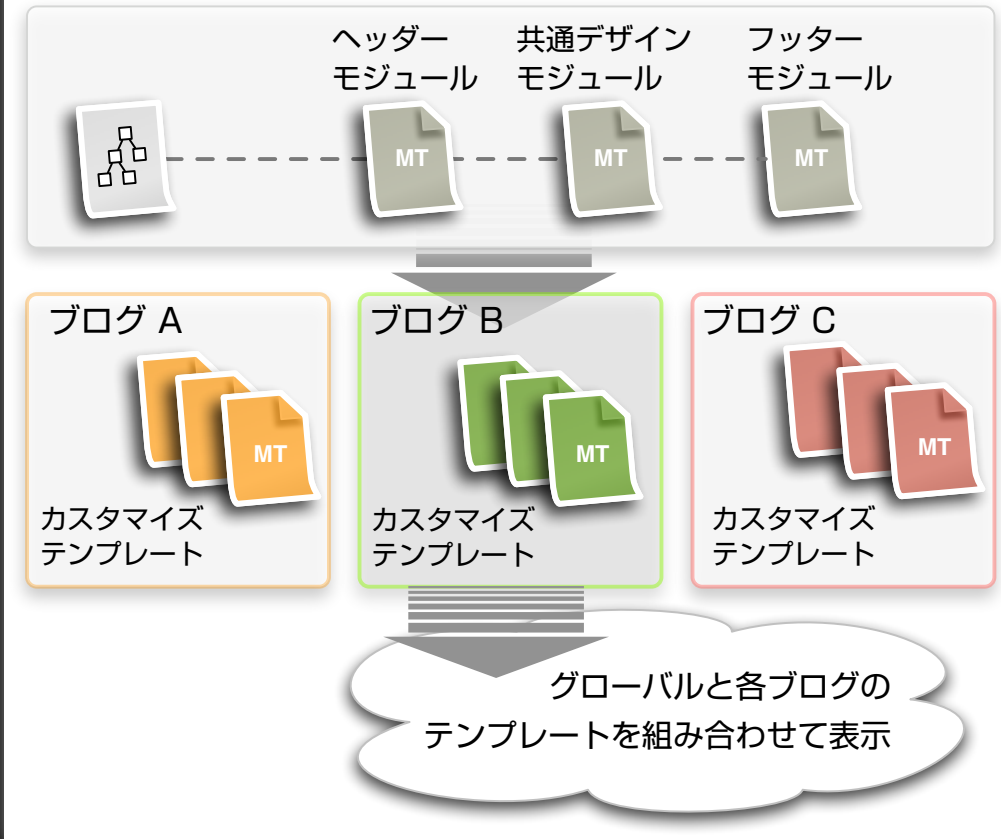 ヘッダー
モジュール
共通デザイン
モジュール
フッター
モジュール
MT
MT
MT
ブログ A
MT
カスタマイズ
テンプレート
ブログ B
MT
カスタマイズ
テンプレート
ブログ C
MT
カスタマイズ
テンプレート
グローバルと各ブログの
テンプレートを組み合わせて表示